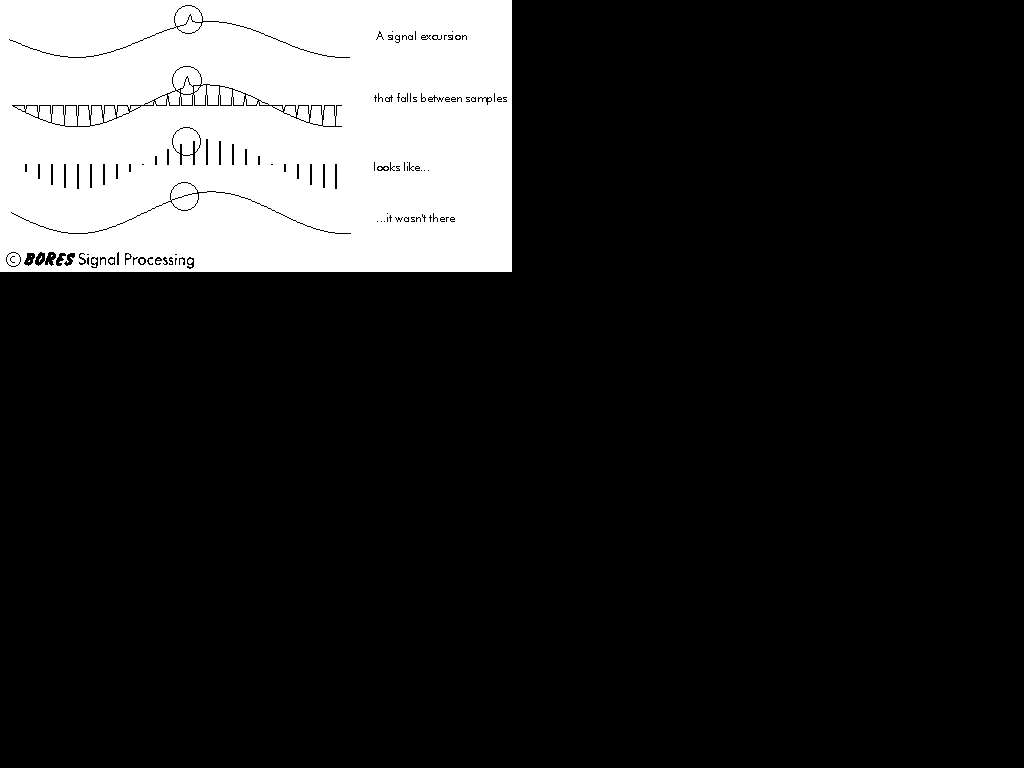 A signal excursion
that falls between samples
looks like...
...it wasn't there
© BORES Signal Processing